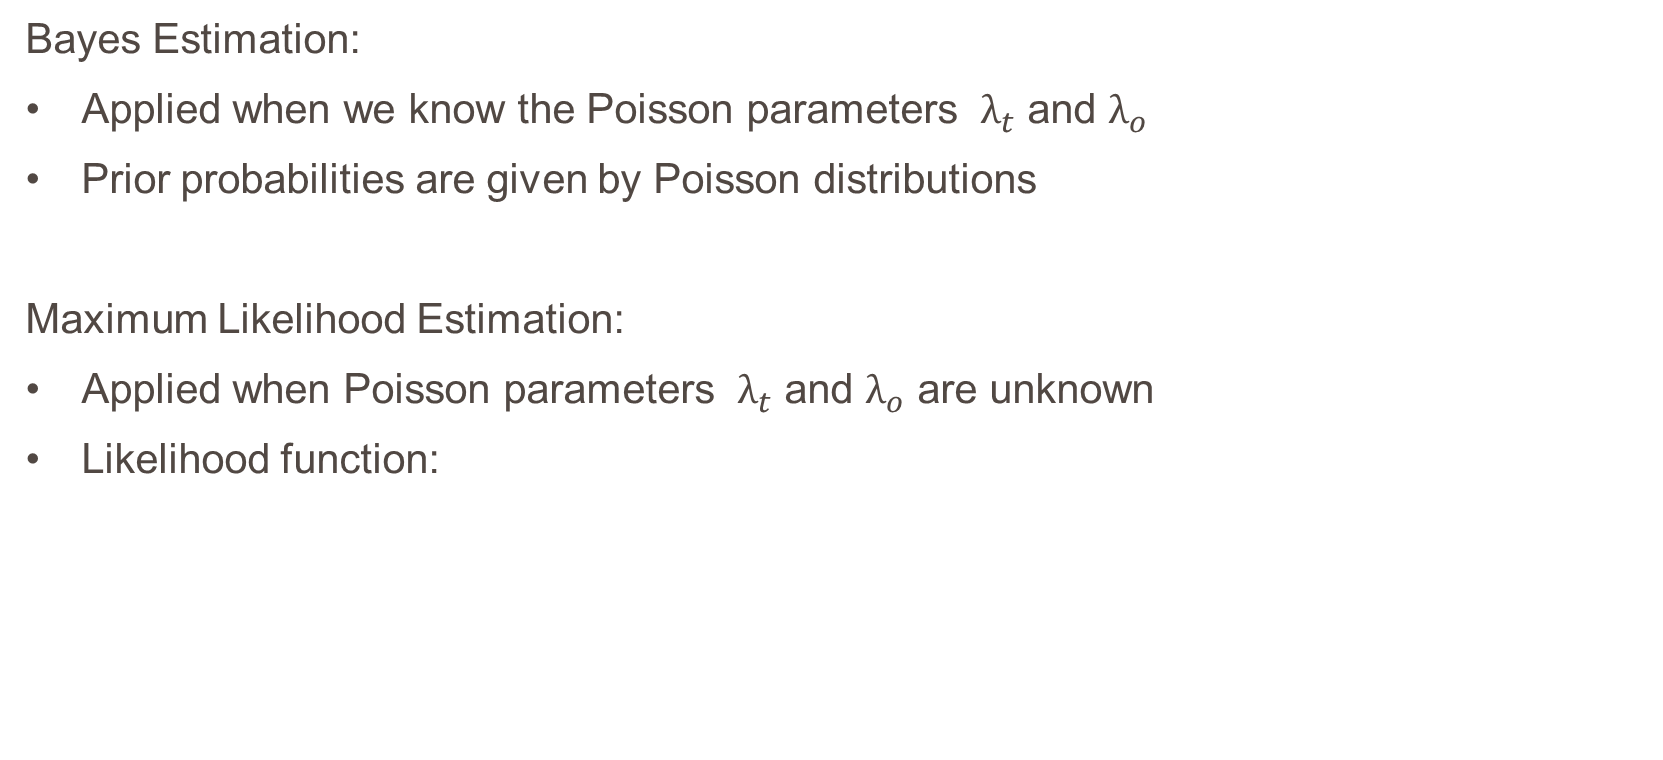 Bayes Estimation:
• Applied when we know the Poisson parameters λₜ and λₒ
• Prior probabilities are given by Poisson distributions
Maximum Likelihood Estimation:
• Applied when Poisson parameters λₜ and λₒ are unknown
• Likelihood function: